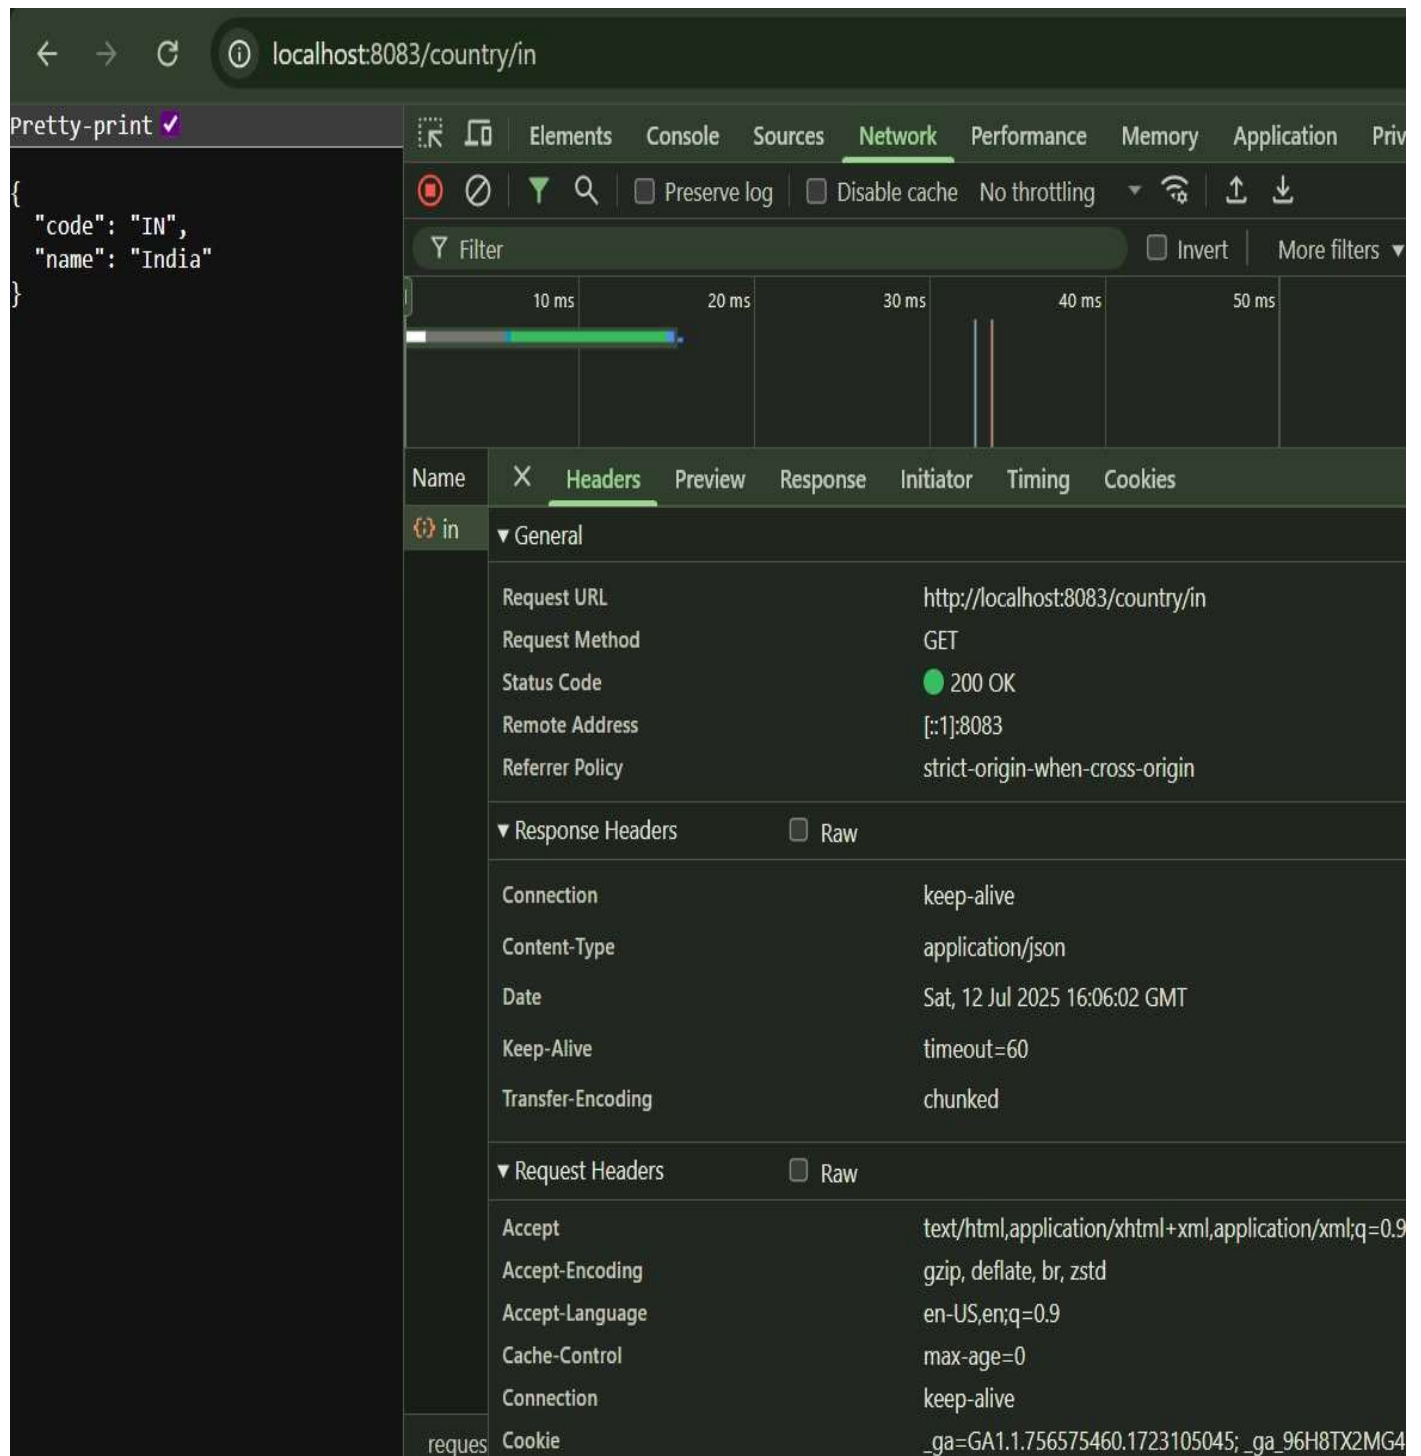 localhost:8083/country/in
Pretty-print
{
"code": "IN",
"name": "India"
}
Elements Console Sources Network Performance Memory Application Priv
Preserve log Disable cache No throttling
Filter Invert More filters
10 ms 20 ms 30 ms 40 ms 50 ms
Name Headers Preview Response Initiator Timing Cookies
in
General
Request URL http://localhost:8083/country/in
Request Method GET
Status Code 200 OK
Remote Address [::1]:8083
Referrer Policy strict-origin-when-cross-origin
Response Headers Raw
Connection keep-alive
Content-Type application/json
Date Sat, 12 Jul 2025 16:06:02 GMT
Keep-Alive timeout=60
Transfer-Encoding chunked
Request Headers Raw
Accept text/html,application/xhtml+xml,application/xml;q=0.9
Accept-Encoding gzip, deflate, br, zstd
Accept-Language en-US,en;q=0.9
Cache-Control max-age=0
Connection keep-alive
reques Cookie _ga=GA1.1.756575460.1723105045; _ga_96H8TX2MG4